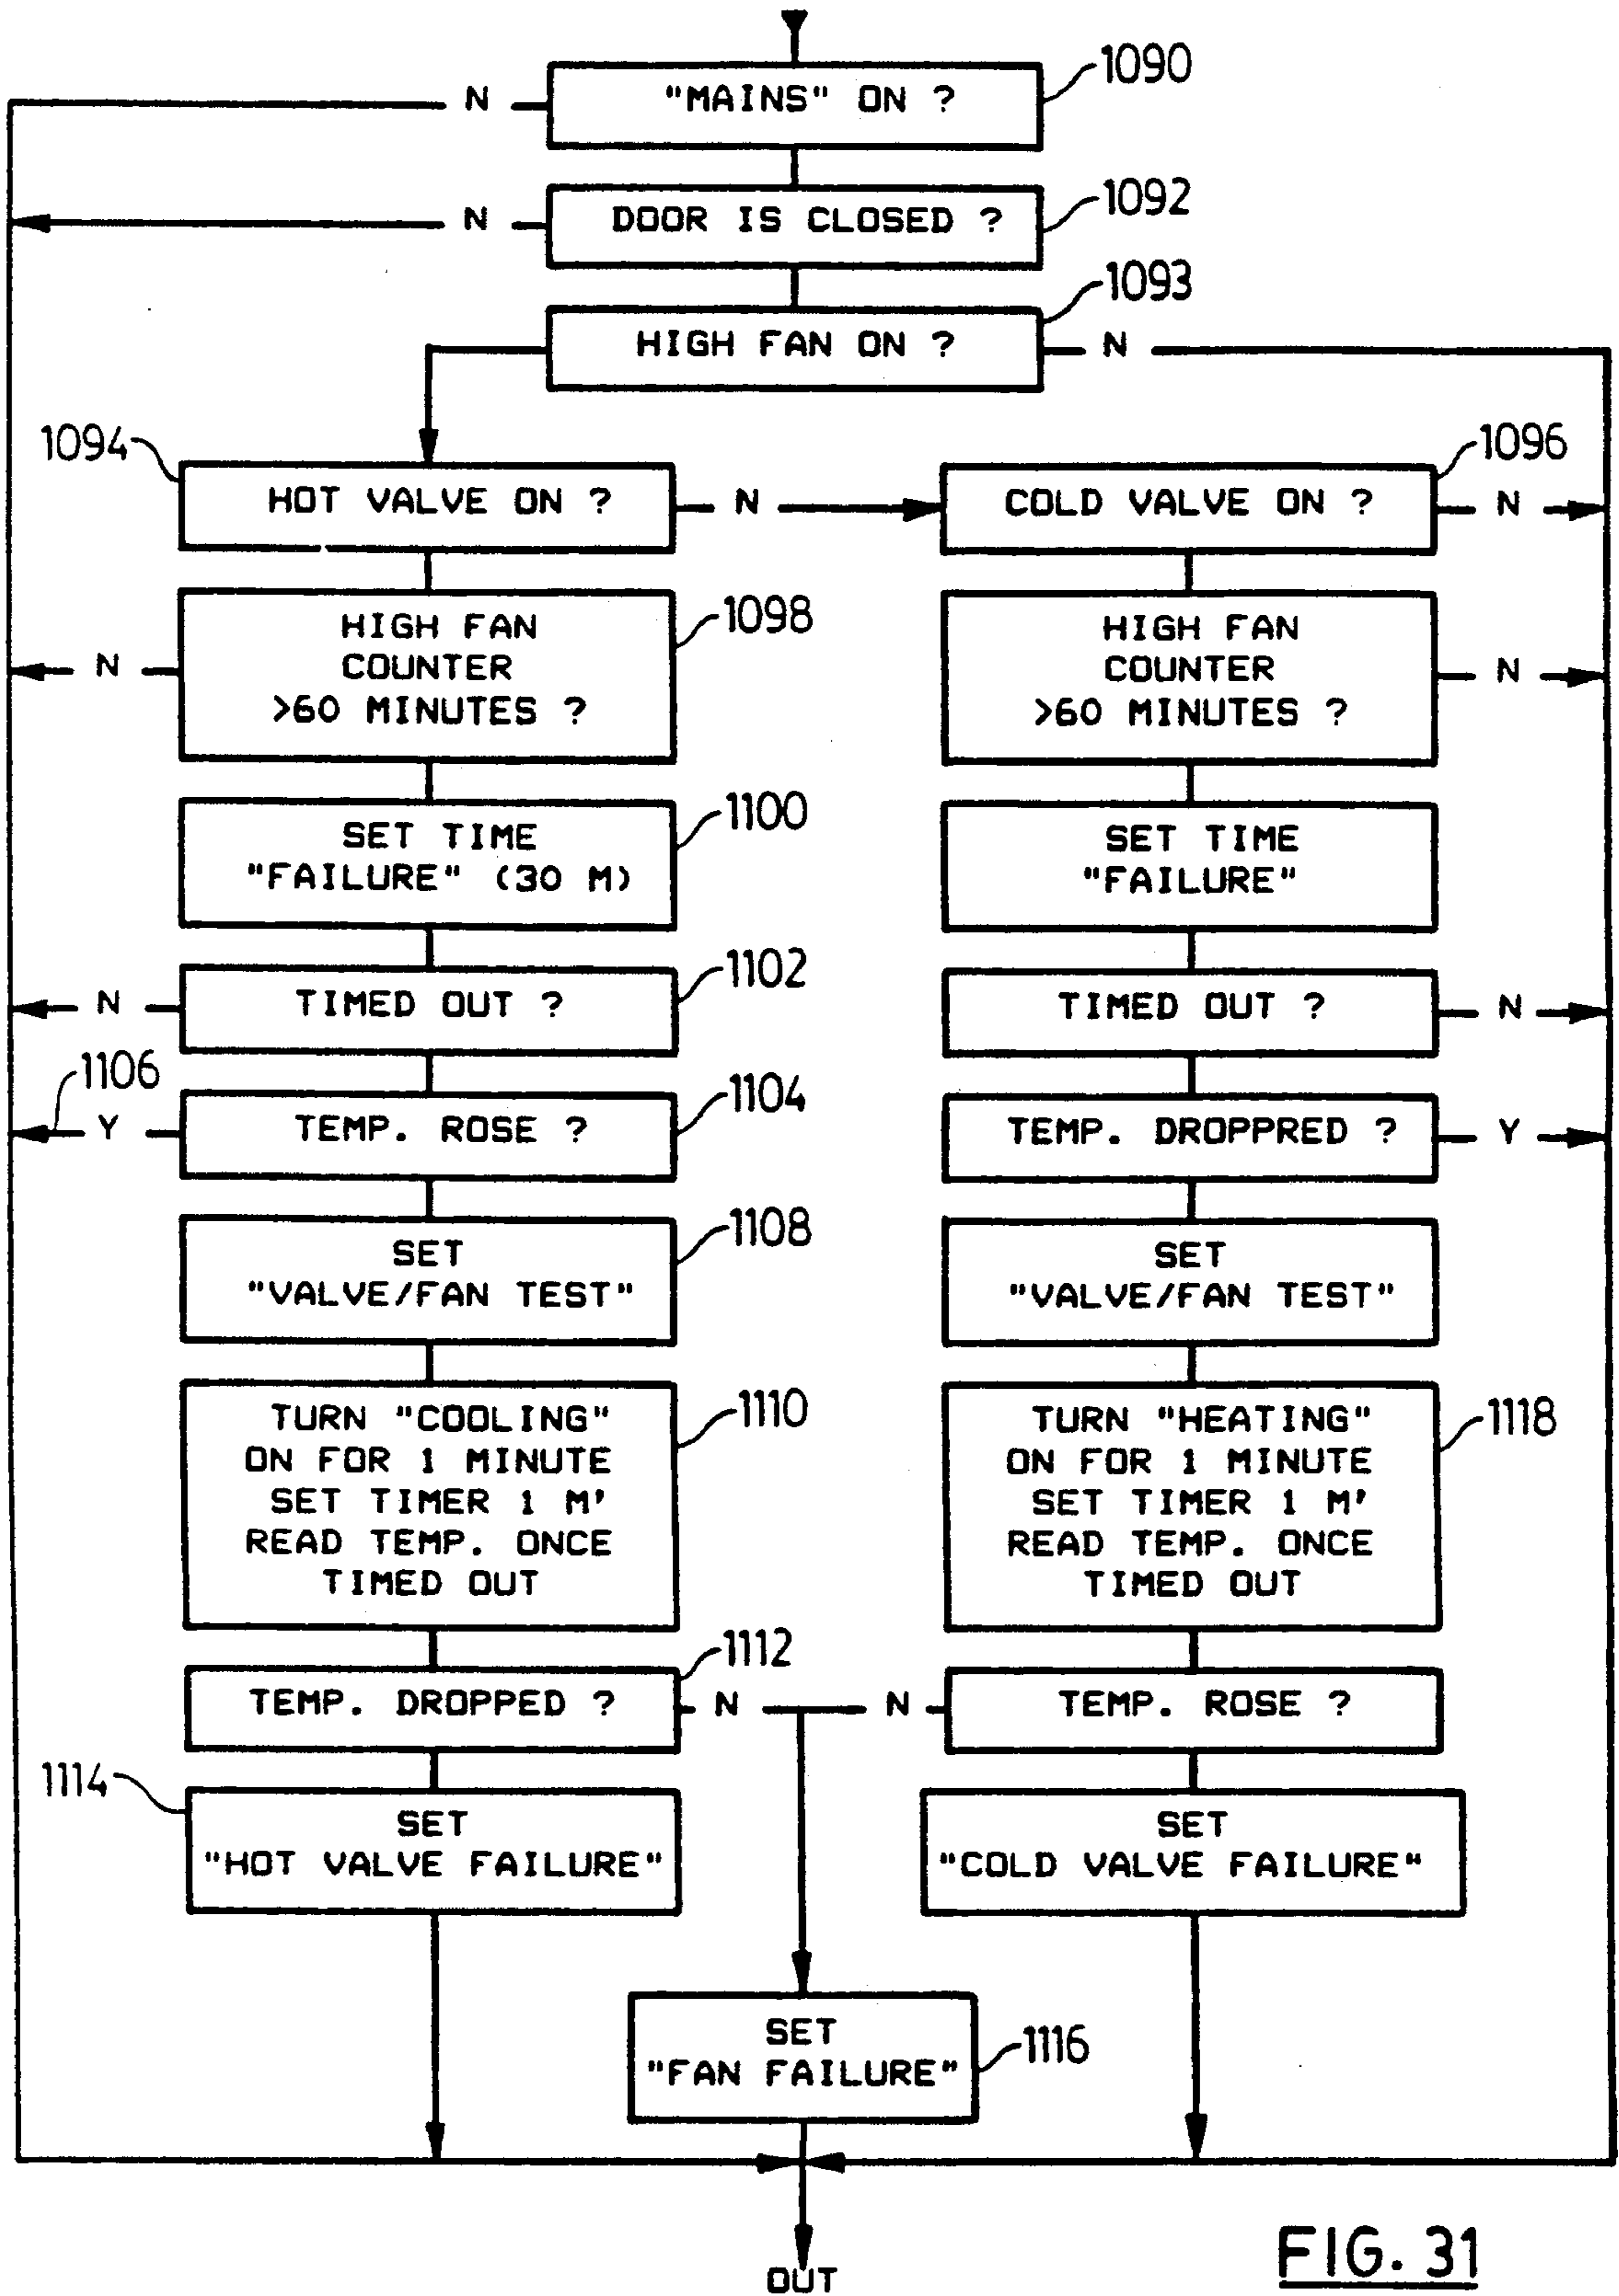 1090
"MAINS" ON ?
N
1092
DOOR IS CLOSED ?
N
1093
HIGH FAN ON ?
N
1094
HOT VALVE ON ?
N
1096
COLD VALVE ON ?
N
1098
HIGH FAN
COUNTER
>60 MINUTES ?
N
HIGH FAN
COUNTER
>60 MINUTES ?
N
1100
SET TIME
"FAILURE" (30 M)
SET TIME
"FAILURE"
1102
TIMED OUT ?
N
TIMED OUT ?
N
1106
Y
1104
TEMP. ROSE ?
TEMP. DROPPRED ?
Y
1108
SET
"VALVE/FAN TEST"
SET
"VALVE/FAN TEST"
1110
TURN "COOLING"
ON FOR 1 MINUTE
SET TIMER 1 M'
READ TEMP. ONCE
TIMED OUT
1118
TURN "HEATING"
ON FOR 1 MINUTE
SET TIMER 1 M'
READ TEMP. ONCE
TIMED OUT
1112
TEMP. DROPPED ?
N
N
TEMP. ROSE ?
1114
SET
"HOT VALVE FAILURE"
SET
"COLD VALVE FAILURE"
SET
"FAN FAILURE"
1116
OUT
FIG. 31